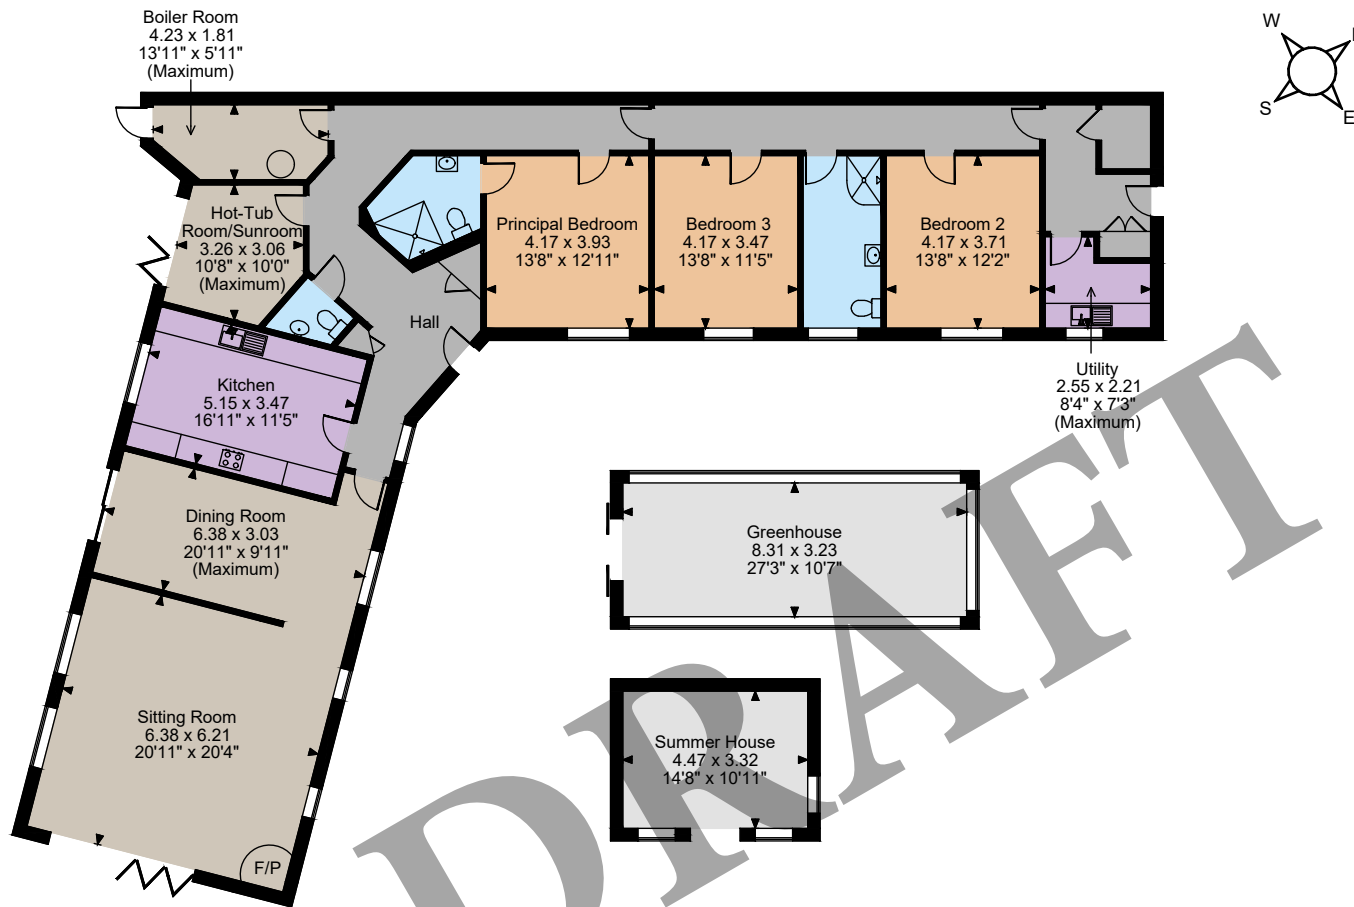 Boiler Room
4.23 x 1.81
13'11" x 5'11"
(Maximum)
W
S
E
Hot-Tub
Room/Sunroom
3.26 x 3.06
10'8" x 10'0"
(Maximum)
Principal Bedroom
4.17 x 3.93
13'8" x 12'11"
Bedroom 3
4.17 x 3.47
13'8" x 11'5"
Bedroom 2
4.17 x 3.71
13'8" x 12'2"
Hall
Utility
2.55 x 2.21
8'4" x 7'3"
(Maximum)
Kitchen
5.15 x 3.47
16'11" x 11'5"
Dining Room
6.38 x 3.03
20'11" x 9'11"
(Maximum)
Greenhouse
8.31 x 3.23
27'3" x 10'7"
Sitting Room
6.38 x 6.21
20'11" x 20'4"
Summer House
4.47 x 3.32
14'8" x 10'11"
F/P
DRAFT